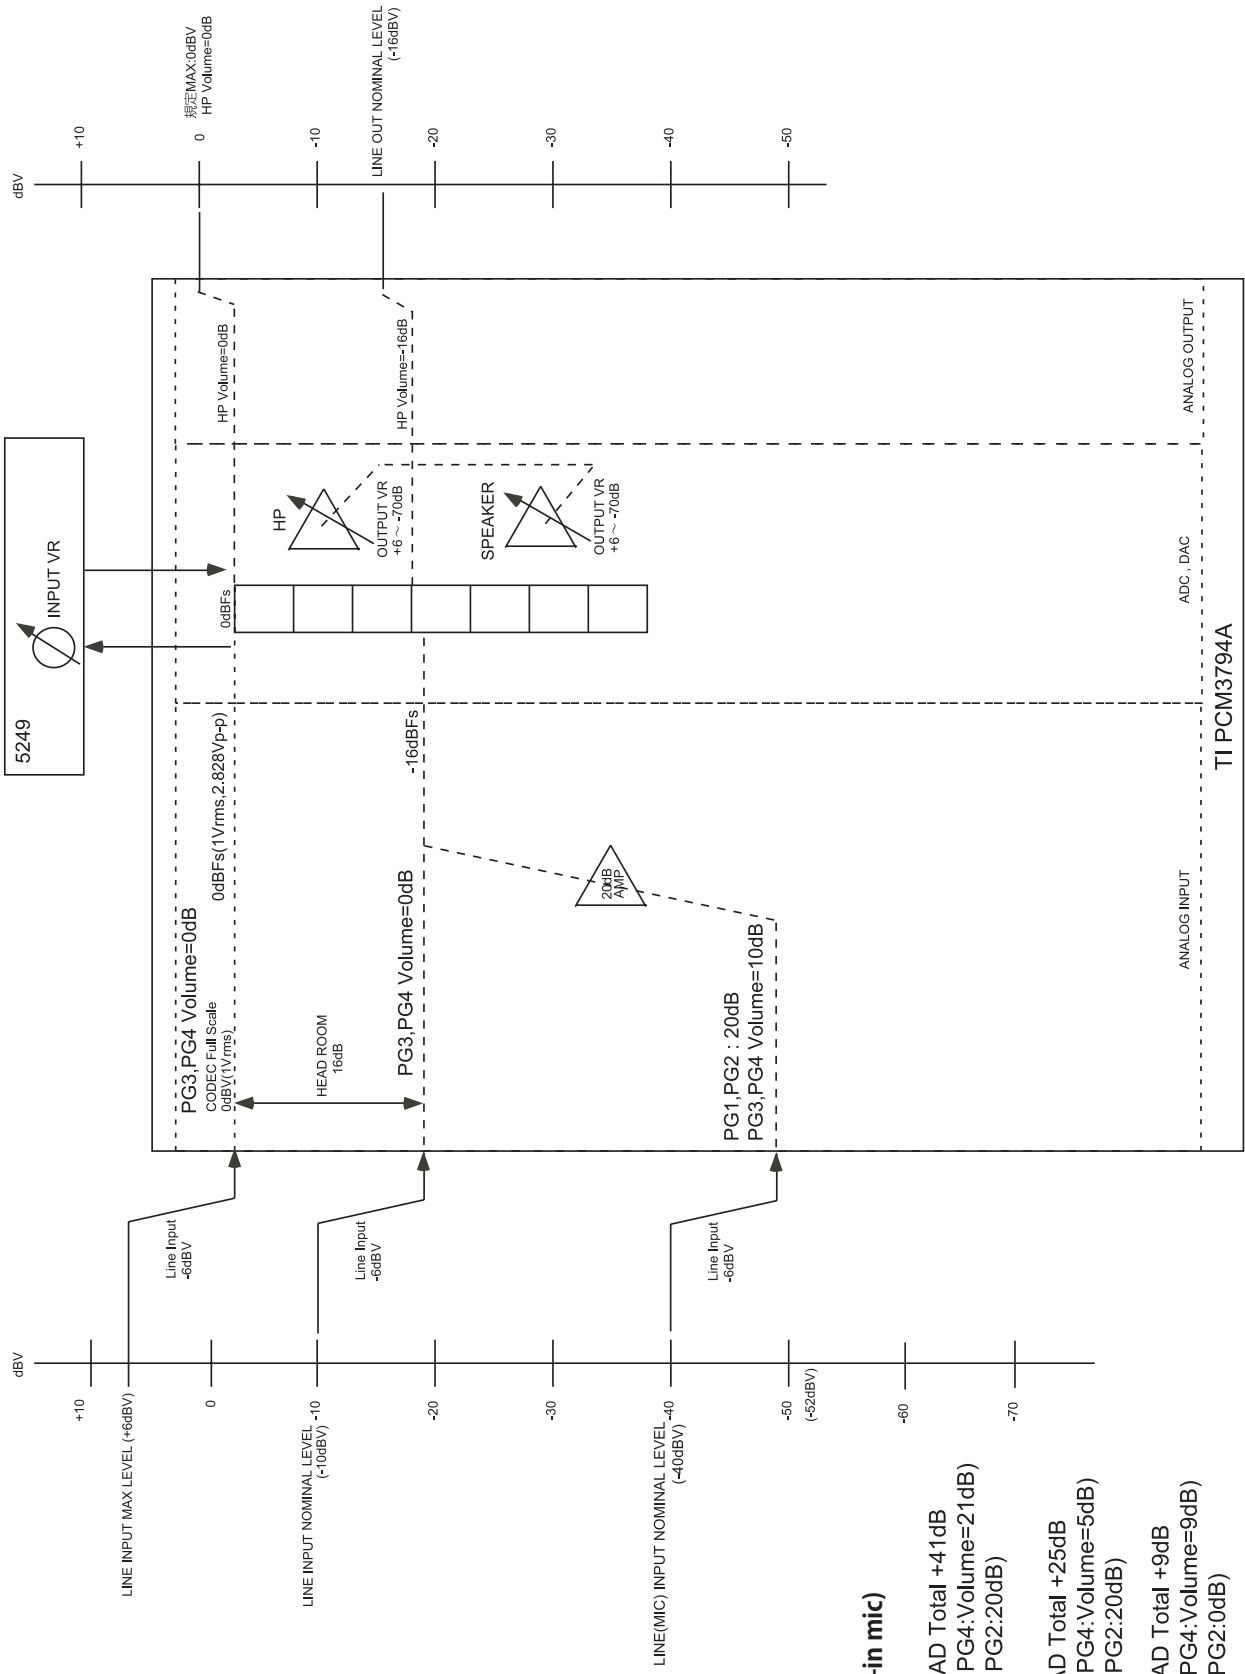 dBV
+10
0
-10
-20
-30
-40
-50
(-52dBV)
-60
-70
LINE INPUT MAX LEVEL (+6dBV)
LINE INPUT NOMINAL LEVEL
(-10dBV)
LINE(MIC) INPUT NOMINAL LEVEL
(-40dBV)
Line Input
-6dBV
Line Input
-6dBV
Line Input
-6dBV
PG3,PG4 Volume=0dB
CODEC Full Scale
0dBV(1Vrms)
0dBFs(1Vrms,2.828Vp-p)
HEAD ROOM
16dB
PG3,PG4 Volume=0dB
-16dBFs
PG1,PG2 : 20dB
PG3,PG4 Volume=10dB
20dB
AMP
ANALOG INPUT
5249
INPUT VR
0dBFs
HP
OUTPUT VR
+6 ～ -70dB
SPEAKER
OUTPUT VR
+6 ～ -70dB
ADC , DAC
TI PCM3794A
HP Volume=0dB
HP Volume=-16dB
ANALOG OUTPUT
dBV
+10
0
-10
-20
-30
-40
-50
規定MAX:0dBV
HP Volume=0dB
LINE OUT NOMINAL LEVEL
(-16dBV)
-in mic)
AD Total +41dB
PG4:Volume=21dB)
PG2:20dB)
AD Total +25dB
PG4:Volume=5dB)
PG2:20dB)
AD Total +9dB
PG4:Volume=9dB)
PG2:0dB)